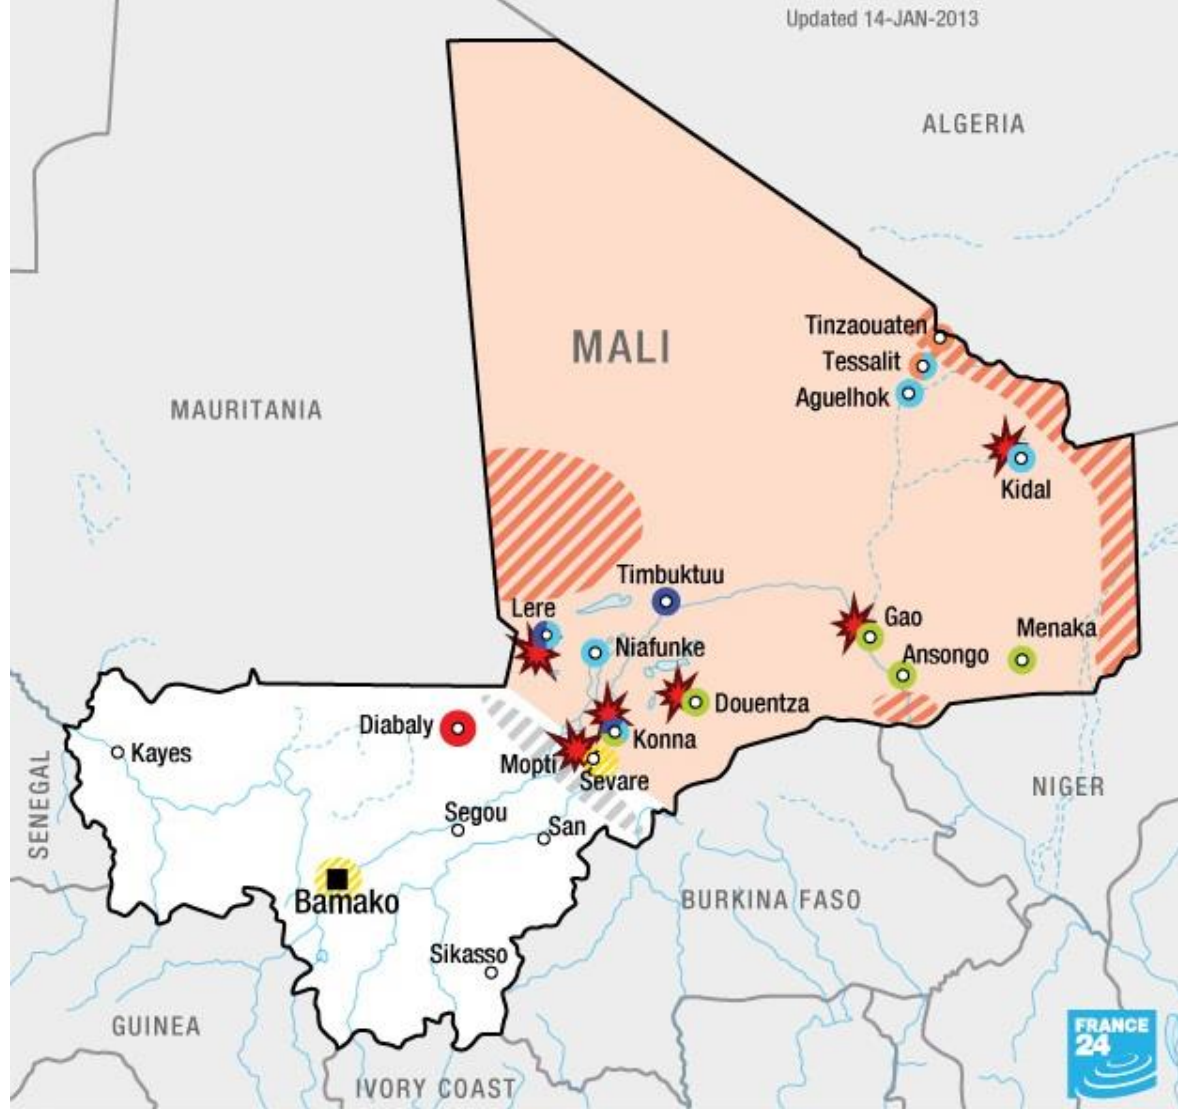 Updated 14-JAN-2013
ALGERIA
Tinzaouaten
MALI
Tessalit
Aguelhok
MAURITANIA
Kidal
Timbuktuu
Lere
Gao
Menaka
Niafunke
Ansongo
Douentza
Diabaly
Konna
Kayes
Mopti
Sevare
NIGER
SENEGAL
Segou
San
BURKINA FASO
Bamako
Sikasso
GUINEA
FRANCE
24
IVORY COAST